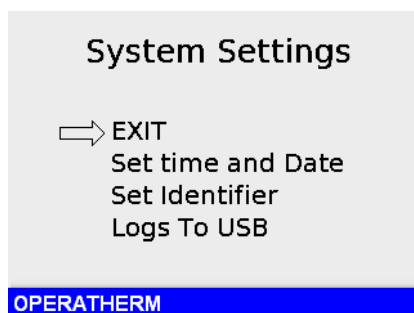 System Settings
EXIT
Set time and Date
Set Identifier
Logs To USB
OPERATHERM